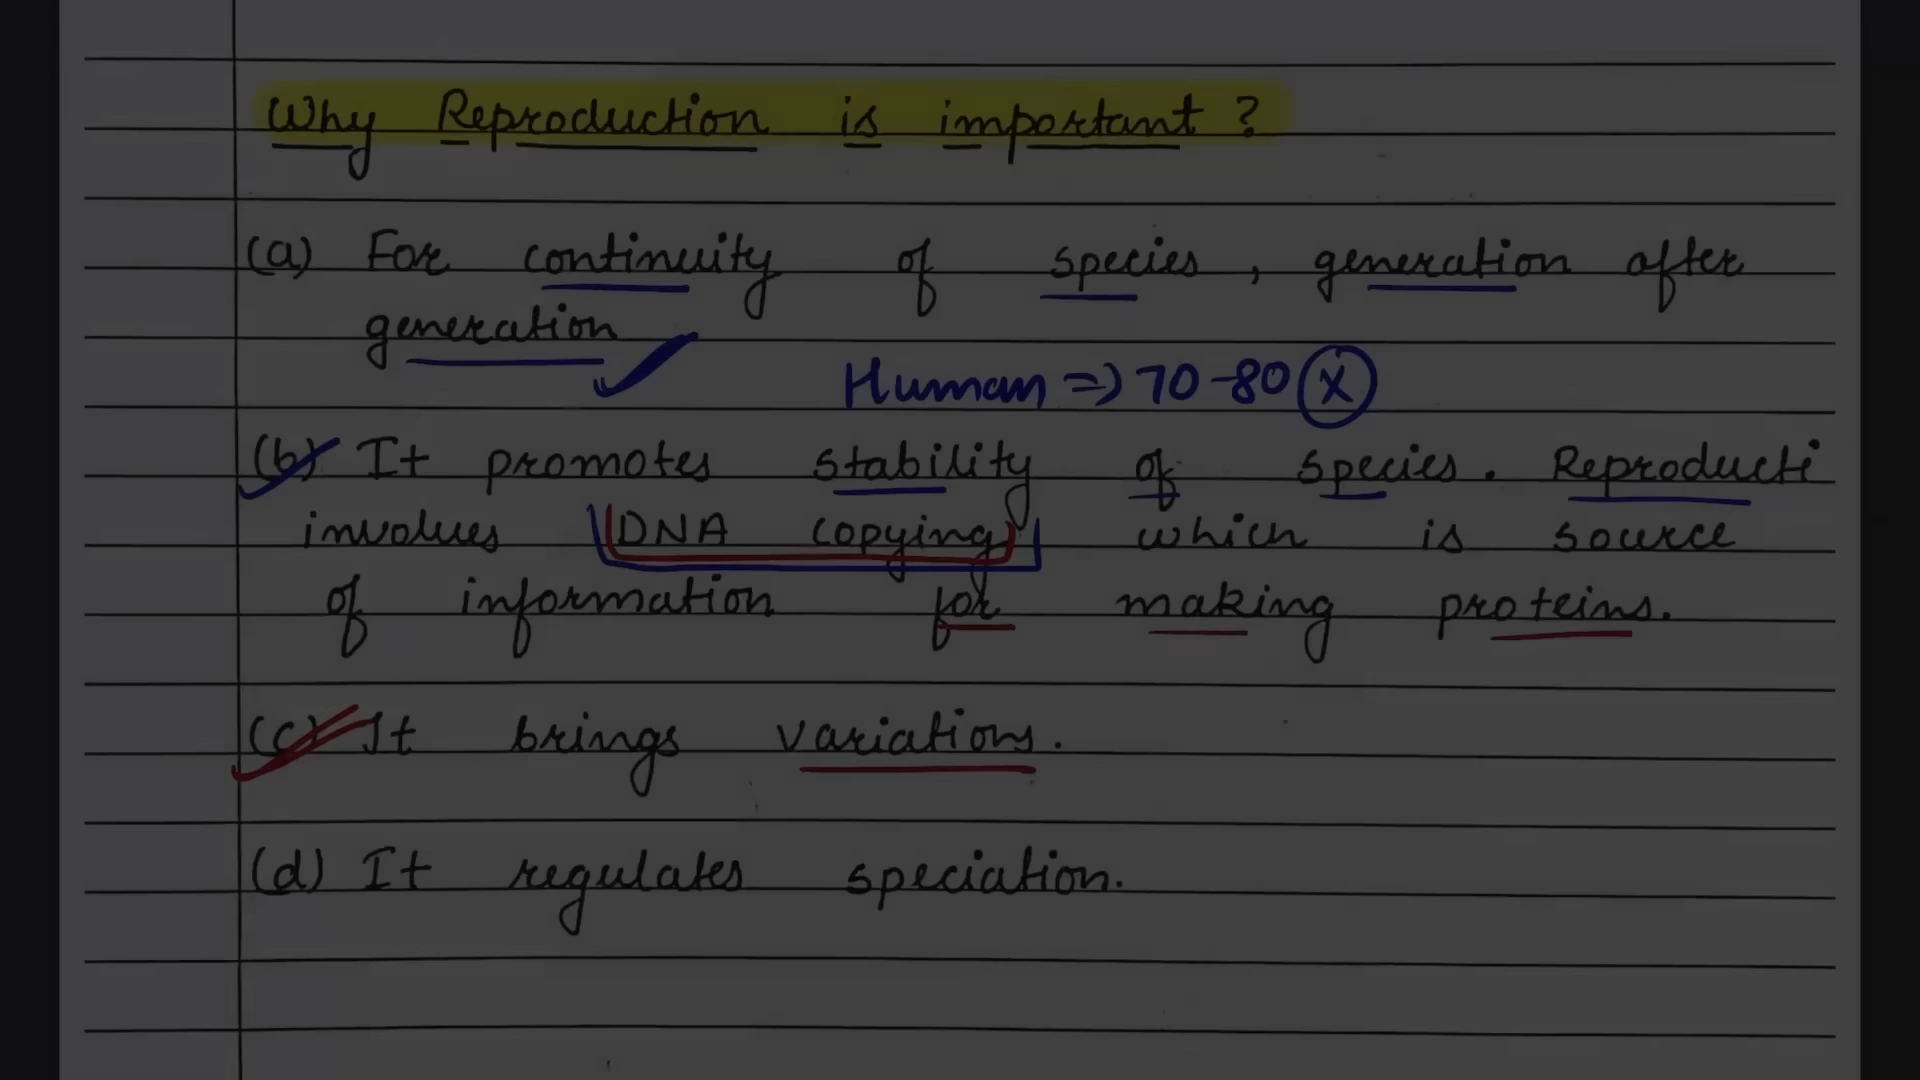 Why Reproduction is important ?
(a) For continuity of species , generation after
generation
Human => 70-80 X
(b) It promotes stability of species. Reproducti
involves DNA copying which is source
of information for making proteins.
(c) It brings variations.
(d) It regulates speciation.